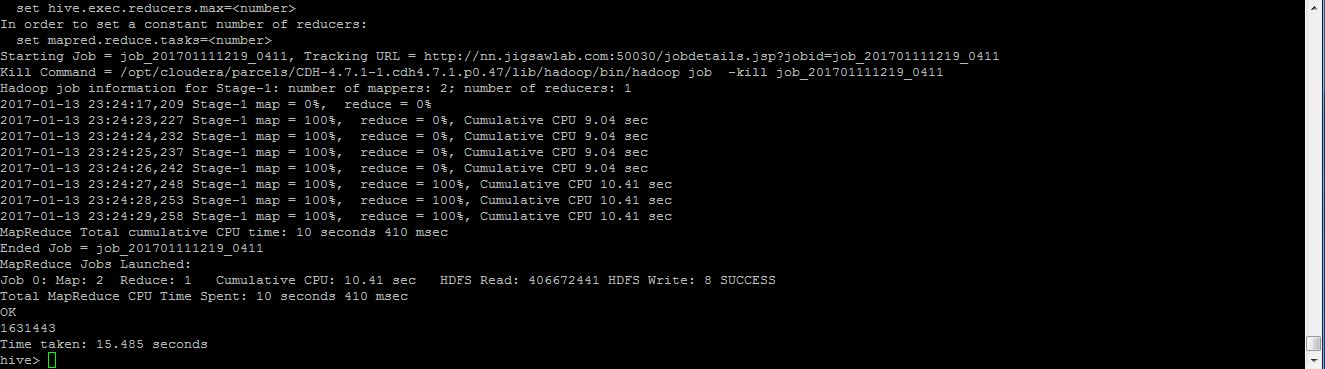 set hive.exec.reducers.max=<number>
In order to set a constant number of reducers:
set mapred.reduce.tasks=<number>
Starting Job = job_201701111219_0411, Tracking URL = http://nn.jigsawlab.com:50030/jobdetails.jsp?jobid=job_201701111219_0411
Kill Command = /opt/cloudera/parcels/CDH-4.7.1-1.cdh4.7.1.p0.47/lib/hadoop/bin/hadoop job  -kill job_201701111219_0411
Hadoop job information for Stage-1: number of mappers: 2; number of reducers: 1
2017-01-13 23:24:17,209 Stage-1 map = 0%,  reduce = 0%
2017-01-13 23:24:23,227 Stage-1 map = 100%,  reduce = 0%, Cumulative CPU 9.04 sec
2017-01-13 23:24:24,232 Stage-1 map = 100%,  reduce = 0%, Cumulative CPU 9.04 sec
2017-01-13 23:24:25,237 Stage-1 map = 100%,  reduce = 0%, Cumulative CPU 9.04 sec
2017-01-13 23:24:26,242 Stage-1 map = 100%,  reduce = 0%, Cumulative CPU 9.04 sec
2017-01-13 23:24:27,248 Stage-1 map = 100%,  reduce = 100%, Cumulative CPU 10.41 sec
2017-01-13 23:24:28,253 Stage-1 map = 100%,  reduce = 100%, Cumulative CPU 10.41 sec
2017-01-13 23:24:29,258 Stage-1 map = 100%,  reduce = 100%, Cumulative CPU 10.41 sec
MapReduce Total cumulative CPU time: 10 seconds 410 msec
Ended Job = job_201701111219_0411
MapReduce Jobs Launched:
Job 0: Map: 2  Reduce: 1   Cumulative CPU: 10.41 sec   HDFS Read: 406672441 HDFS Write: 8 SUCCESS
Total MapReduce CPU Time Spent: 10 seconds 410 msec
OK
1631443
Time taken: 15.485 seconds
hive>